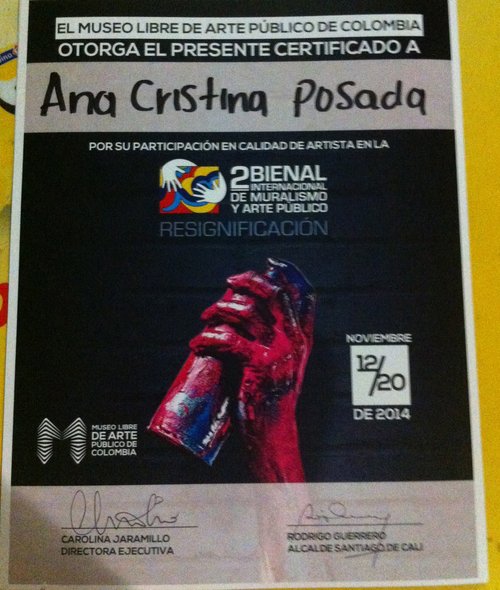 EL MUSEO LIBRE DE ARTE PÚBLICO DE COLOMBIA
OTORGA EL PRESENTE CERTIFICADO A
Ana Cristina Posada
POR SU PARTICIPACIÓN EN CALIDAD DE ARTISTA EN LA
2 BIENAL
INTERNACIONAL
DE MURALISMO
Y ARTE PÚBLICO
RESIGNIFICACIÓN
NOVIEMBRE
12/20
DE 2014
MUSEO LIBRE
DE ARTE
PÚBLICO DE
COLOMBIA
CAROLINA JARAMILLO
DIRECTORA EJECUTIVA
RODRIGO GUERRERO
ALCALDE SANTIAGO DE CALI